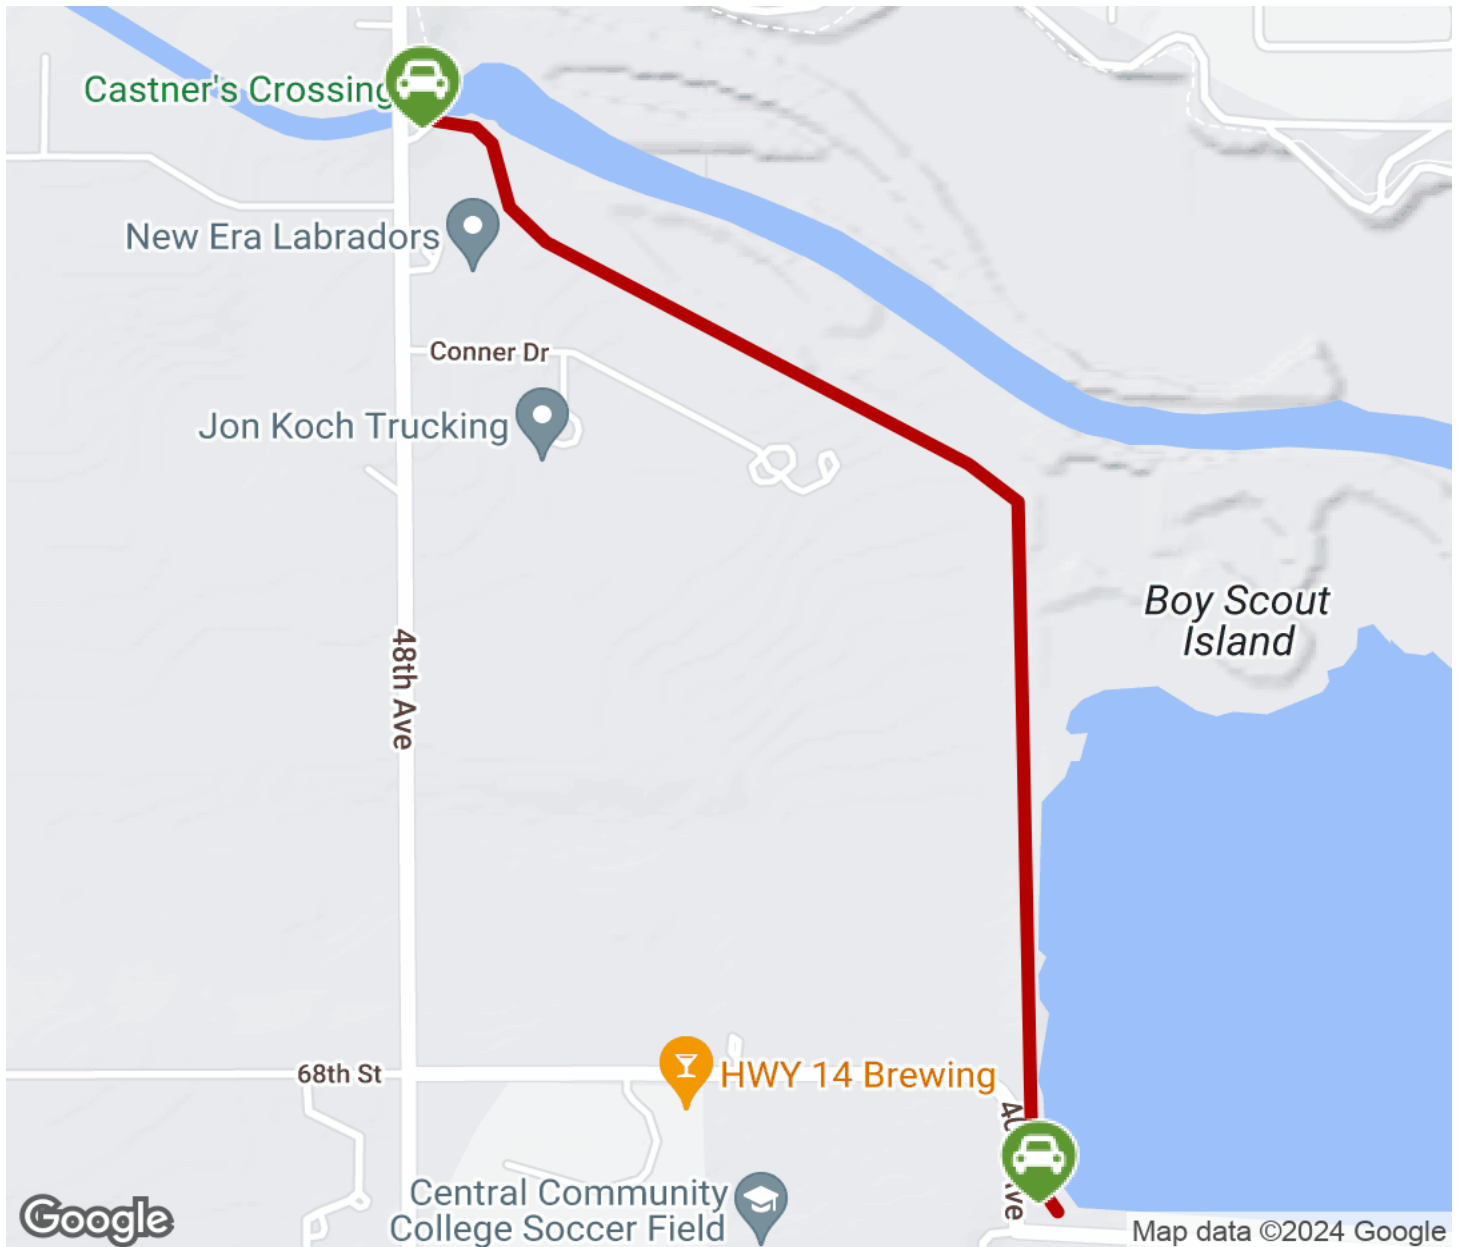 Castner's Crossing
New Era Labradors
Conner Dr
Jon Koch Trucking
Boy Scout
Island
48th Ave
68th St
HWY 14 Brewing
Ave
Central Community
College Soccer Field
Google
Map data ©2024 Google